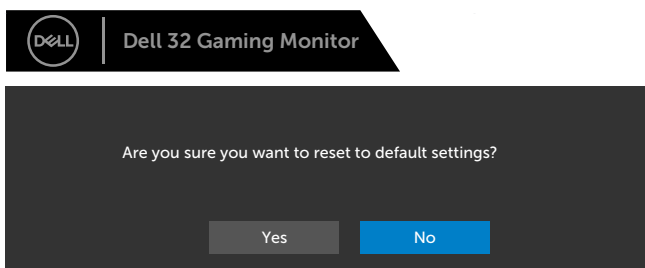 DELL
Dell 32 Gaming Monitor
Are you sure you want to reset to default settings?
Yes
No